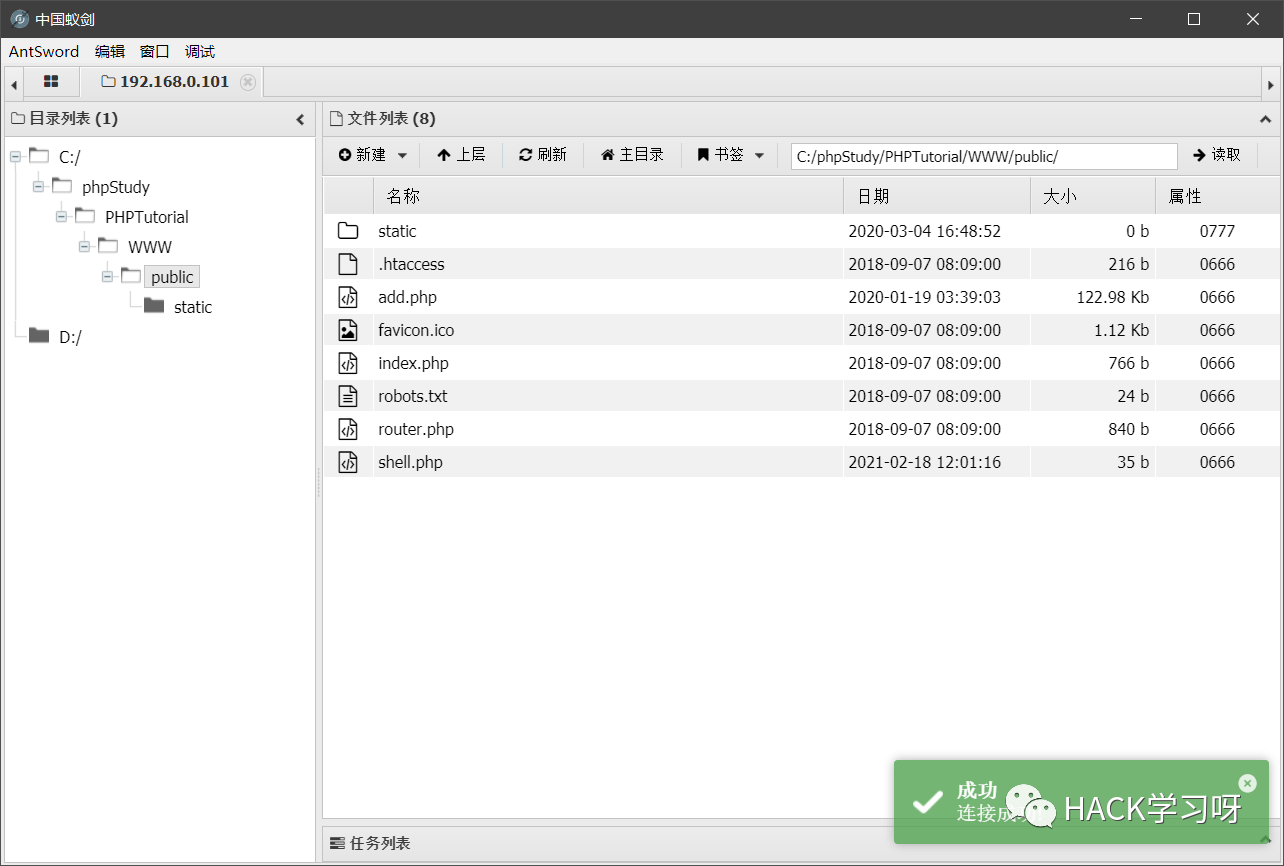 中国蚁剑
AntSword 编辑 窗口 调试
192.168.0.101
目录列表 (1)
C:/
phpStudy
PHPTutorial
WWW
public
static
D:/
文件列表 (8)
新建 上层 刷新 主目录 书签 C:/phpStudy/PHPTutorial/WWW/public/ 读取
名称 日期 大小 属性
static 2020-03-04 16:48:52 0 b 0777
.htaccess 2018-09-07 08:09:00 216 b 0666
add.php 2020-01-19 03:39:03 122.98 Kb 0666
favicon.ico 2018-09-07 08:09:00 1.12 Kb 0666
index.php 2018-09-07 08:09:00 766 b 0666
robots.txt 2018-09-07 08:09:00 24 b 0666
router.php 2018-09-07 08:09:00 840 b 0666
shell.php 2021-02-18 12:01:16 35 b 0666
成功
连接成
HACK学习呀
任务列表